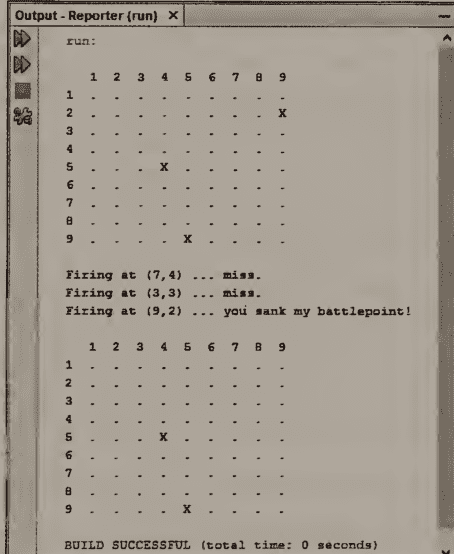 Output - Reporter (run) ×
run:
1 2 3 4 5 6 7 8 9
1 . . . . . . . . .
2 . . . . . . . . X
3 . . . . . . . . .
4 . . . . . . . . .
5 . . . X . . . . .
6 . . . . . . . . .
7 . . . . . . . . .
8 . . . . . . . . .
9 . . . . X . . . .
Firing at (7,4) ... miss.
Firing at (3,3) ... miss.
Firing at (9,2) ... you sank my battlepoint!
1 2 3 4 5 6 7 8 9
1 . . . . . . . . .
2 . . . . . . . . .
3 . . . . . . . . .
4 . . . . . . . . .
5 . . . X . . . . .
6 . . . . . . . . .
7 . . . . . . . . .
8 . . . . . . . . .
9 . . . . X . . . .
BUILD SUCCESSFUL (total time: 0 seconds)